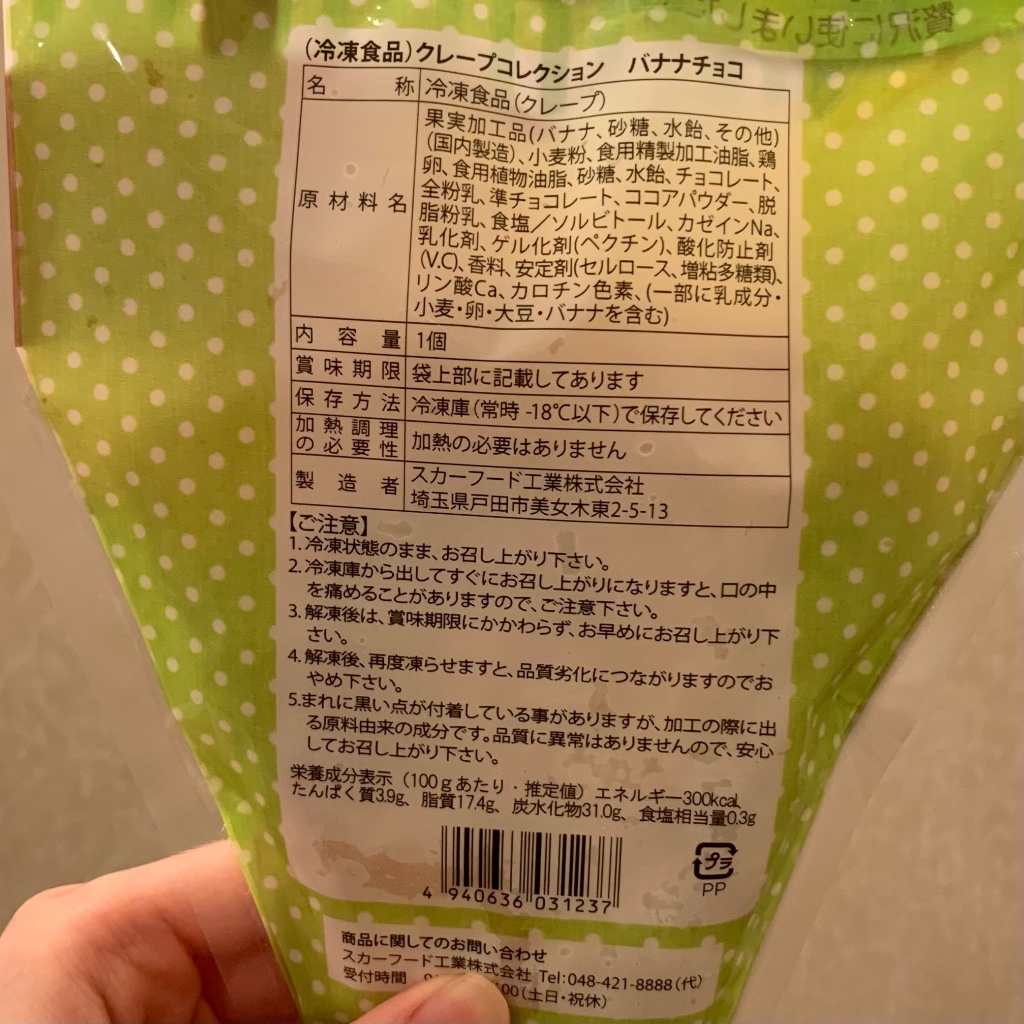 贅沢に使いました
(冷凍食品)クレープコレクション バナナチョコ
名 称 冷凍食品(クレープ)
原材料名 果実加工品(バナナ、砂糖、水飴、その他)
(国内製造)、小麦粉、食用精製加工油脂、鶏
卵、食用植物油脂、砂糖、水飴、チョコレート、
全粉乳、準チョコレート、ココアパウダー、脱
脂粉乳、食塩/ソルビトール、カゼインNa、
乳化剤、ゲル化剤(ペクチン)、酸化防止剤
(V.C)、香料、安定剤(セルロース、増粘多糖類)、
リン酸Ca、カロチン色素、(一部に乳成分・
小麦・卵・大豆・バナナを含む)
内容量 1個
賞味期限 袋上部に記載してあります
保存方法 冷凍庫(常時 -18℃以下)で保存してください
加熱調理
の必要性 加熱の必要はありません
製造者 スカーフード工業株式会社
埼玉県戸田市美女木東2-5-13
【ご注意】
1.冷凍状態のまま、お召し上がり下さい。
2.冷凍庫から出してすぐにお召し上がりになりますと、口の中
を痛めることがありますので、ご注意下さい。
3.解凍後は、賞味期限にかかわらず、お早めにお召し上がり下
さい。
4.解凍後、再度凍らせますと、品質劣化につながりますのでお
やめ下さい。
5.まれに黒い点が付着している事がありますが、加工の際に出
る原料由来の成分です。品質に異常はありませんので、安心
してお召し上がり下さい。
栄養成分表示(100gあたり・推定値)エネルギー300kcal、
たんぱく質3.9g、脂質17.4g、炭水化物31.0g、食塩相当量0.3g
4 940636 031237
プラ
PP
商品に関してのお問い合わせ
スカーフード工業株式会社 Tel:048-421-8888(代)
受付時間 (土日・祝休)